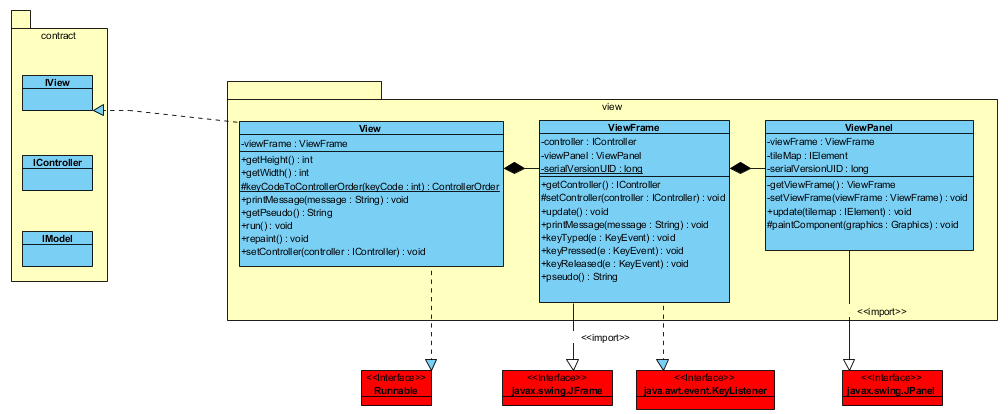 contract
IView
IController
IModel
view
View
-viewFrame : ViewFrame
+getHeight() : int
+getWidth() : int
#keyCodeToControllerOrder(keyCode : int) : ControllerOrder
+printMessage(message : String) : void
+getPseudo() : String
+run() : void
+repaint() : void
+setController(controller : IController) : void
ViewFrame
-controller : IController
-viewPanel : ViewPanel
-serialVersionUID : long
+getController() : IController
#setController(controller : IController) : void
+update() : void
+printMessage(message : String) : void
+keyTyped(e : KeyEvent) : void
+keyPressed(e : KeyEvent) : void
+keyReleased(e : KeyEvent) : void
+pseudo() : String
ViewPanel
-viewFrame : ViewFrame
-tileMap : IElement
-serialVersionUID : long
-getViewFrame() : ViewFrame
-setViewFrame(viewFrame : ViewFrame) : void
+update(tilemap : IElement) : void
#paintComponent(graphics : Graphics) : void
<<import>>
<<import>>
<<Interface>>
Runnable
<<Interface>>
javax.swing.JFrame
<<Interface>>
java.awt.event.KeyListener
<<Interface>>
javax.swing.JPanel